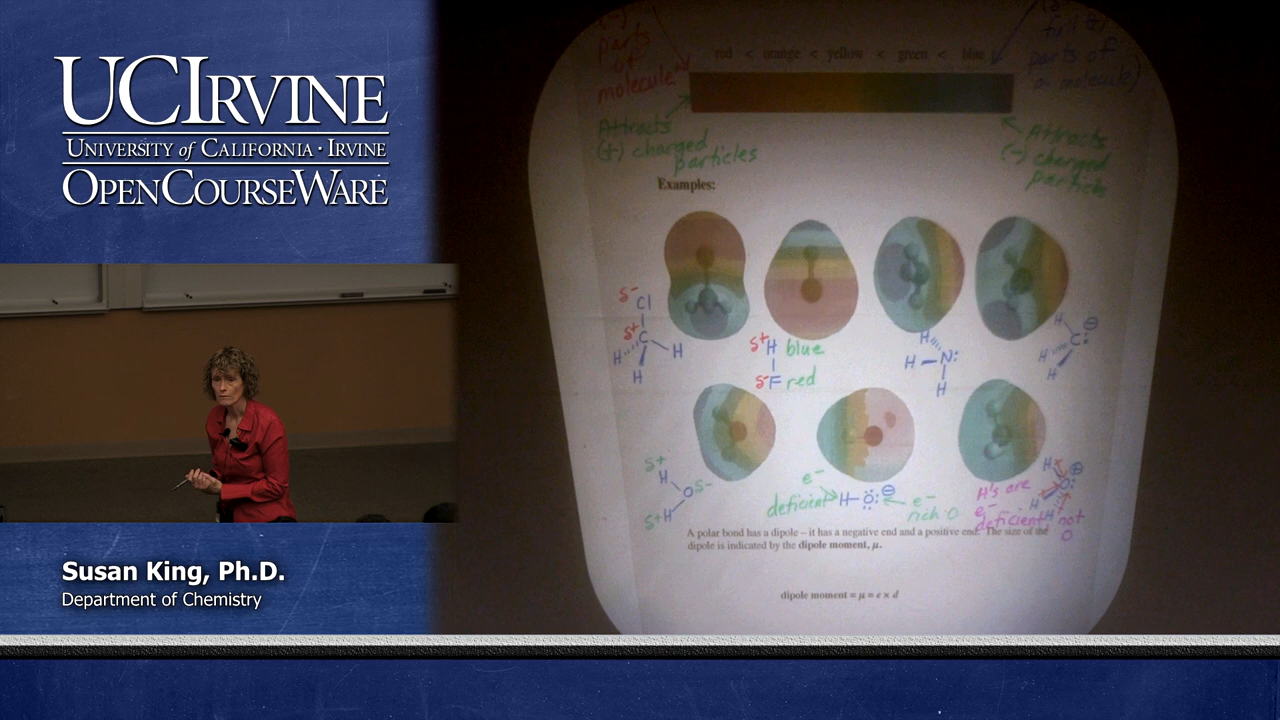 UCIRVINE
UNIVERSITY of CALIFORNIA · IRVINE
OPENCOURSEWARE
Susan King, Ph.D.
Department of Chemistry
(-)
parts
of
molecule
full (+)
parts of
a molecule)
red < orange < yellow < green < blue
Attracts
(+) charged
particles
Attracts
(-) charged
particle
Examples:
δ- Cl
δ+ C
H H
H
δ+ H blue
δ- F red
H
H N:
H
H C: ⊖
H
H
δ+
H
O δ-
δ+ H
e-
deficient H-O: ⊖
e-
rich O
H's are
e-
deficient
not
O
H O ⊕
H H
A polar bond has a dipole – it has a negative end and a positive end. The size of the
dipole is indicated by the dipole moment, μ.
dipole moment = μ = e × d